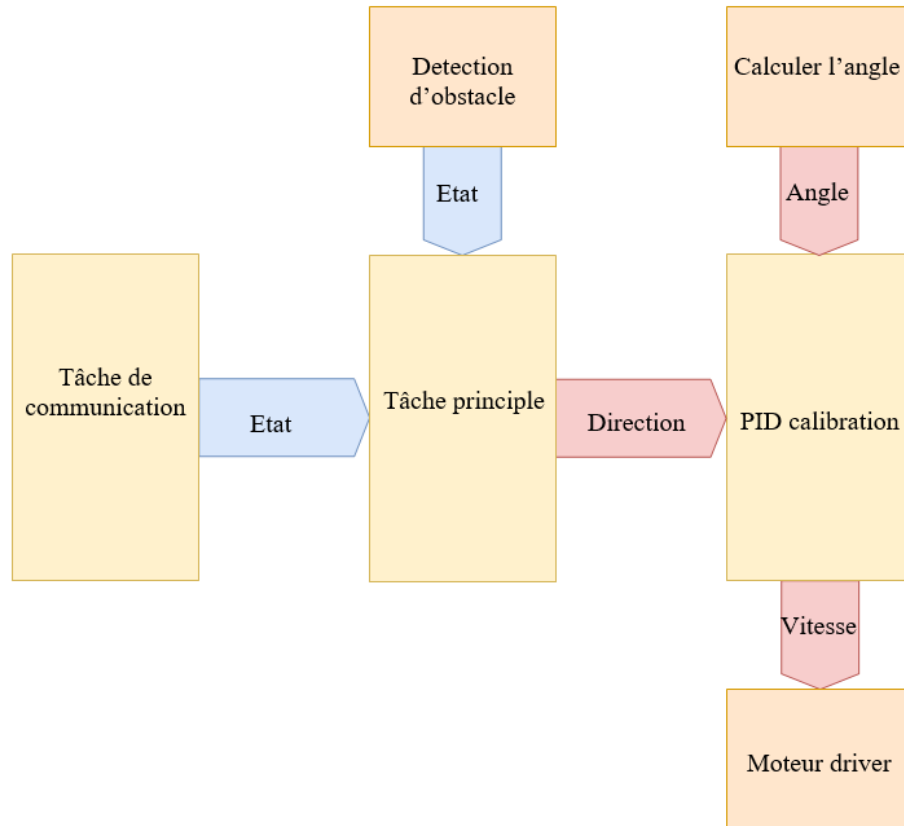 Detection
d’obstacle
Calculer l’angle
Etat
Angle
Tâche de
communication
Etat
Tâche principle
Direction
PID calibration
Vitesse
Moteur driver